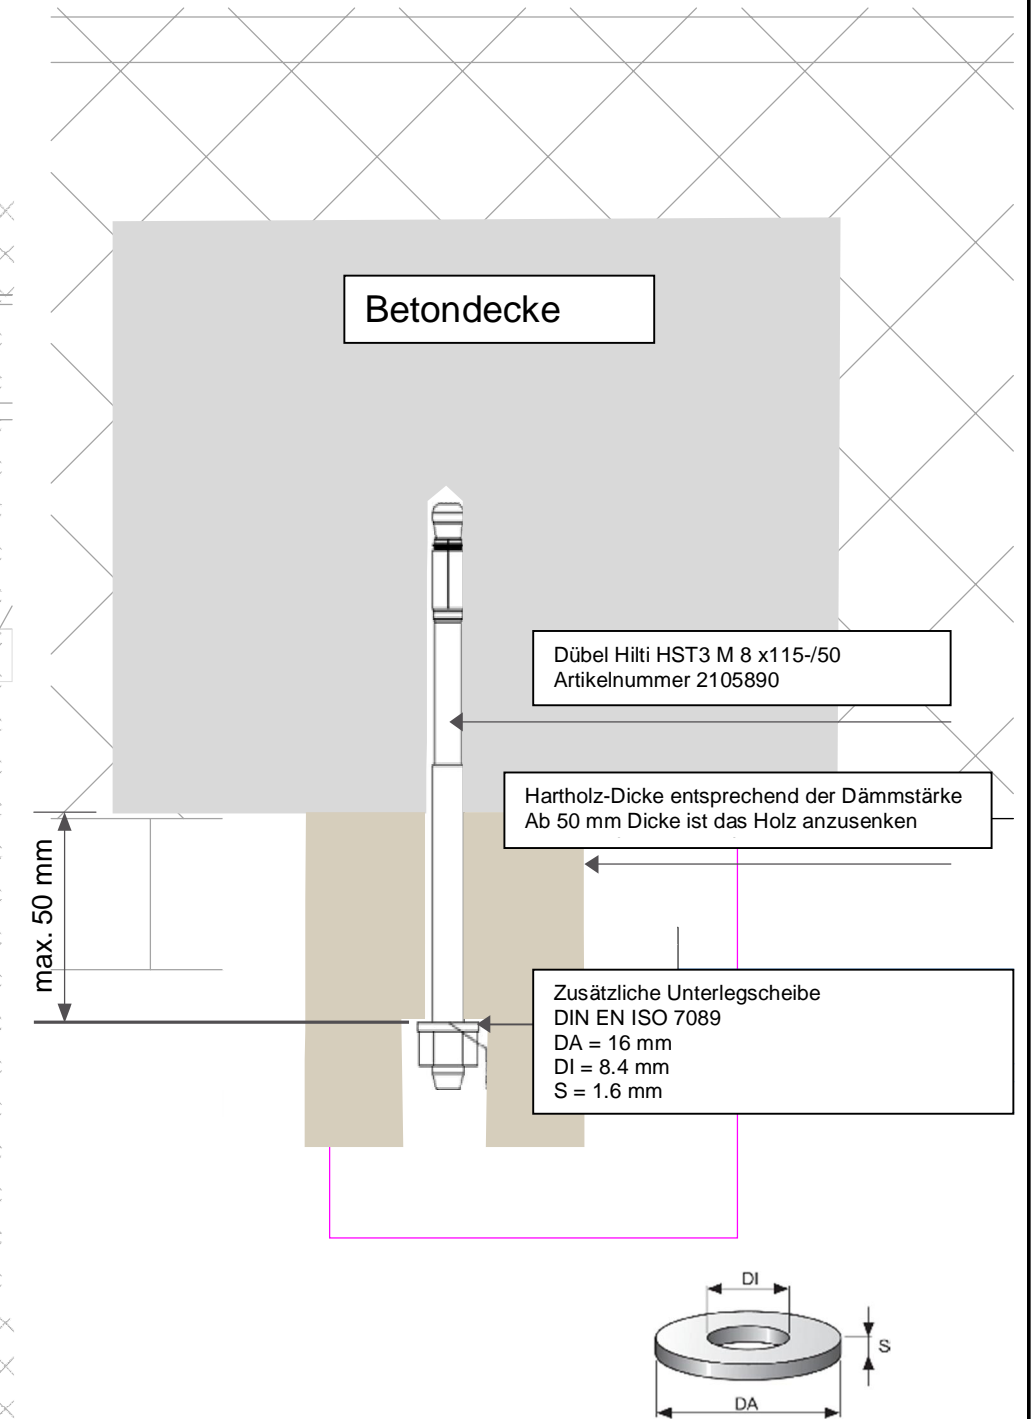 Betondecke
Dübel Hilti HST3 M 8 x115-/50
Artikelnummer 2105890
Hartholz-Dicke entsprechend der Dämmstärke
Ab 50 mm Dicke ist das Holz anzusenken
max. 50 mm
Zusätzliche Unterlegscheibe
DIN EN ISO 7089
DA = 16 mm
DI = 8.4 mm
S = 1.6 mm
DI
S
DA